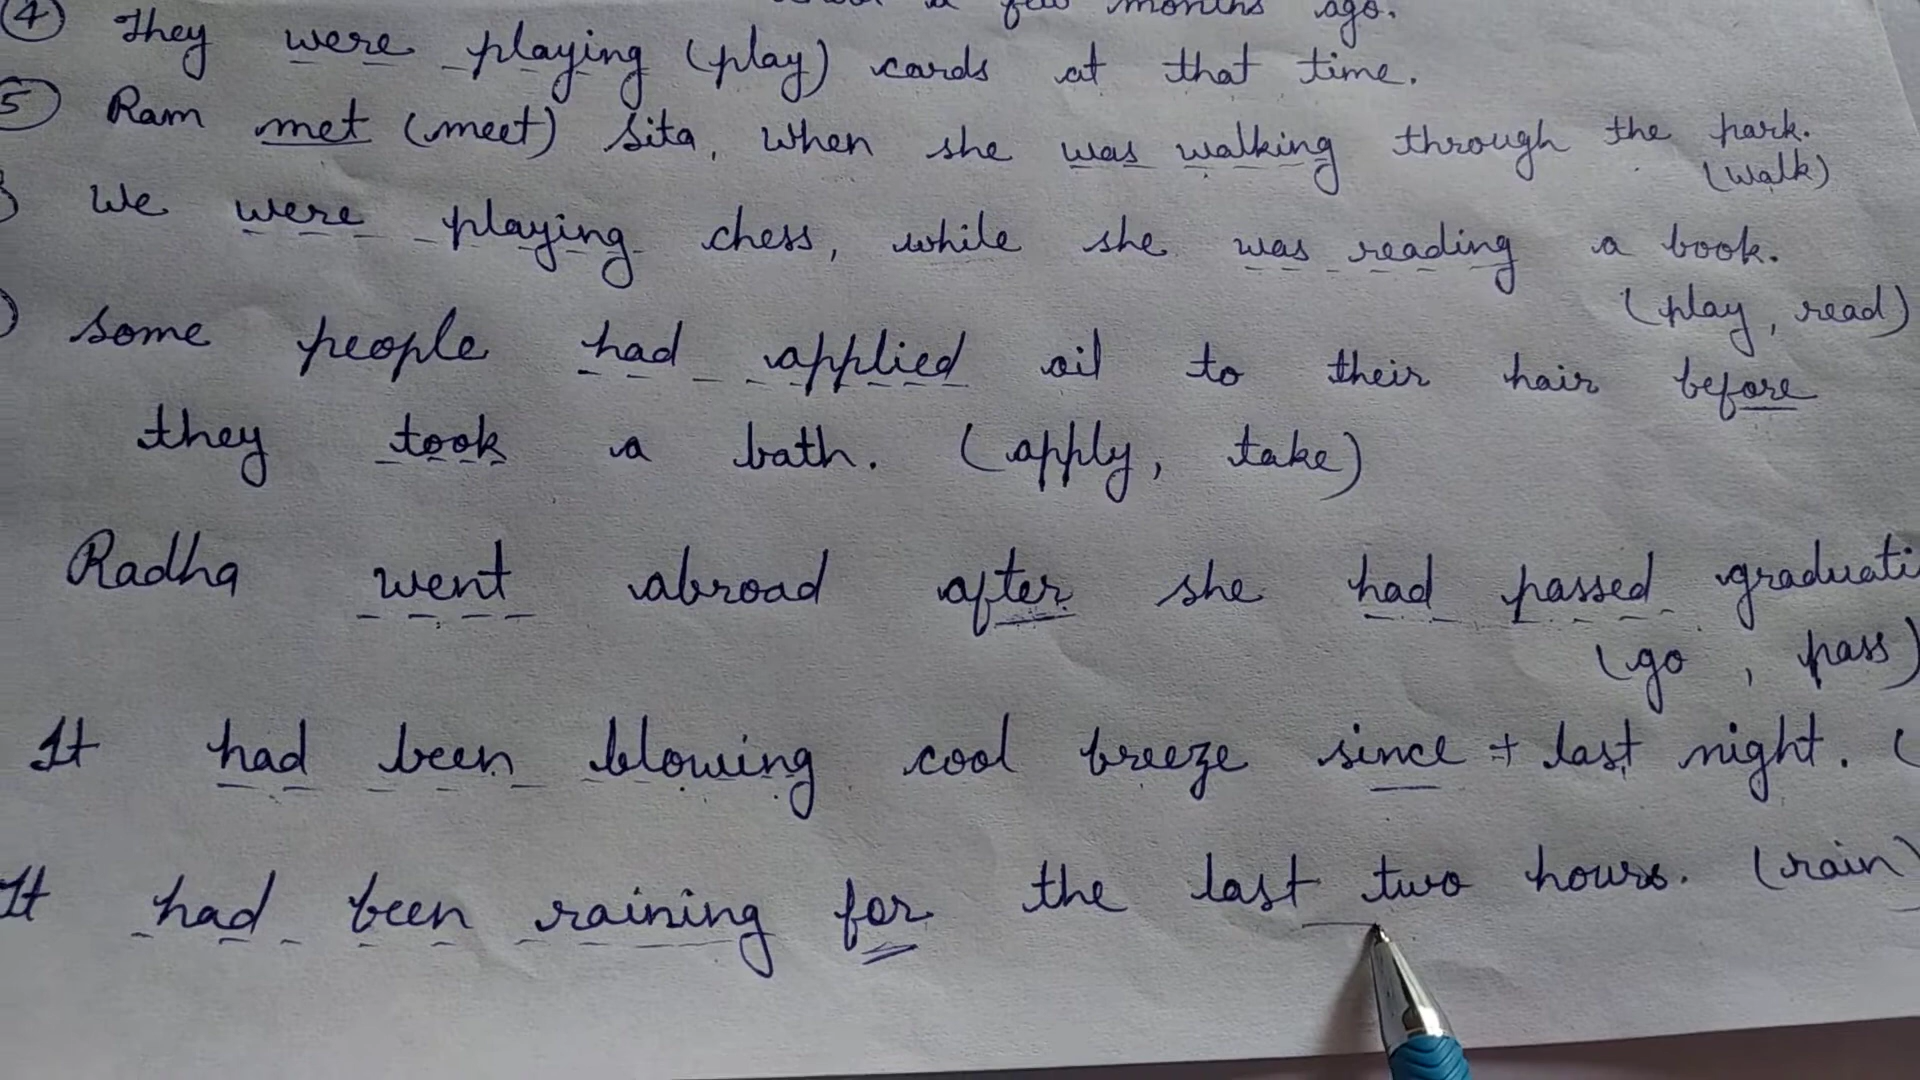 a few months ago.
④ They were playing (play) cards at that time.
⑤ Ram met (meet) Sita, when she was walking through the park.
(walk)
We were playing chess, while she was reading a book.
(play, read)
Some people had applied oil to their hair before
they took a bath. (apply, take)
Radha went abroad after she had passed graduati
(go, pass)
It had been blowing cool breeze since last night. (
It had been raining for the last two hours. (rain)